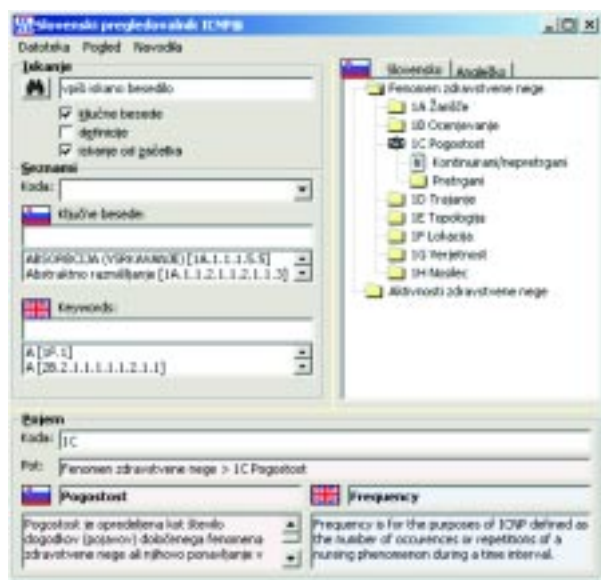 Slovenski pregledovalnik ICNP®
Datoteka Pogled Navodila
Iskanje
vpiši iskano besedilo
ključne besede
definicije
iskanje od začetka
Seznami
Koda:
Ključne besede:
ABSORBCIJA (VSRKAVANJE) [1A.1.1.1.5.5]
Abstraktno razmišljanje [1A.1.1.2.1.1.2.1.1.3]
Keywords:
A [1F.1]
A [2B.2.1.1.1.1.1.2.1.1]
Slovensko Angleško
Fenomen zdravstvene nege
1A Žarišče
1B Ocenjevanje
1C Pogostost
Kontinuirani/nepretrgani
Pretrgani
1D Trajanje
1E Topologija
1F Lokacija
1G Verjetnost
1H Nosilec
Aktivnosti zdravstvene nege
Pojem
Koda: 1C
Pot: Fenomen zdravstvene nege > 1C Pogostost
Pogostost
Frequency
Pogostost je opredeljena kot število
dogodkov (pojavov) določenega fenomena
zdravstvene nege ali njihovo ponavljanje v
Frequency is for the purposes of ICNP defined as
the number of occurences or repetitions of a
nursing phenomenon during a time interval.